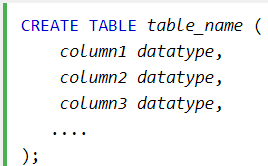 CREATE TABLE table_name (
    column1 datatype,
    column2 datatype,
    column3 datatype,
   ....
);